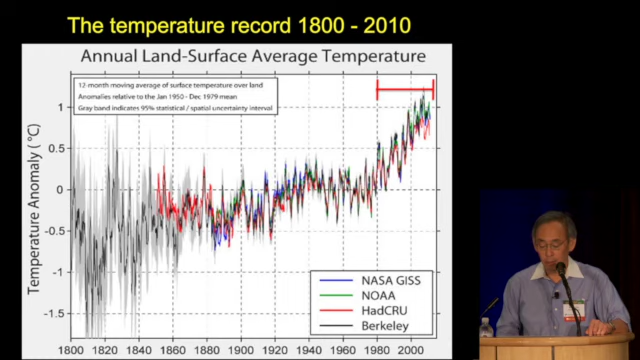 The temperature record 1800 - 2010
Annual Land-Surface Average Temperature
12-month moving average of surface temperature over land
Anomalies relative to the Jan 1950 - Dec 1979 mean
Gray band indicates 95% statistical / spatial uncertainty interval
Temperature Anomaly ( °C)
1
0.5
0
-0.5
-1
-1.5
NASA GISS
NOAA
HadCRU
Berkeley
1800 1820 1840 1860 1880 1900 1920 1940 1960 1980 2000